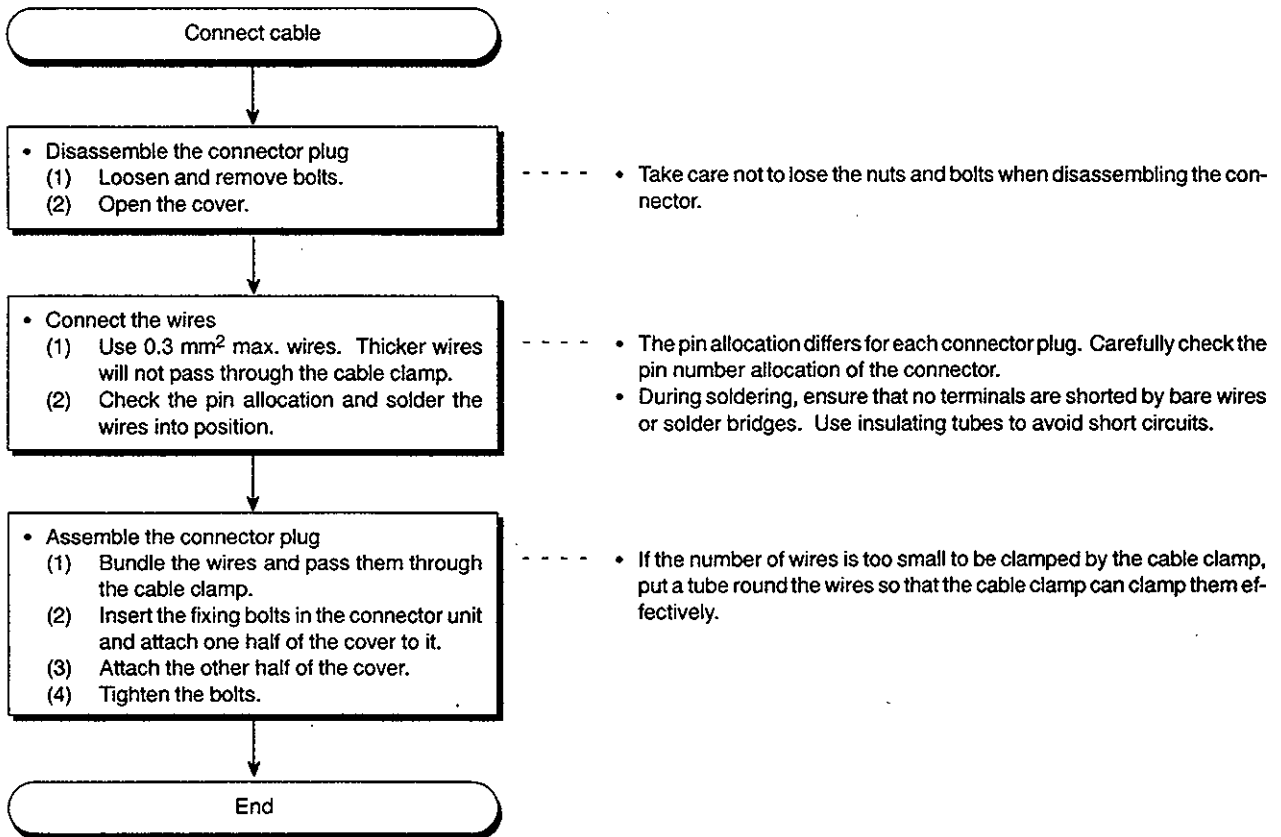 Connect cable
• Disassemble the connector plug
(1) Loosen and remove bolts.
(2) Open the cover.
• Take care not to lose the nuts and bolts when disassembling the con-
nector.
• Connect the wires
(1) Use 0.3 mm² max. wires. Thicker wires
will not pass through the cable clamp.
(2) Check the pin allocation and solder the
wires into position.
• The pin allocation differs for each connector plug. Carefully check the
pin number allocation of the connector.
• During soldering, ensure that no terminals are shorted by bare wires
or solder bridges. Use insulating tubes to avoid short circuits.
• Assemble the connector plug
(1) Bundle the wires and pass them through
the cable clamp.
(2) Insert the fixing bolts in the connector unit
and attach one half of the cover to it.
(3) Attach the other half of the cover.
(4) Tighten the bolts.
• If the number of wires is too small to be clamped by the cable clamp,
put a tube round the wires so that the cable clamp can clamp them ef-
fectively.
End